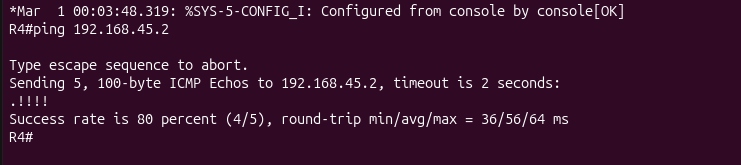 *Mar  1 00:03:48.319: %SYS-5-CONFIG_I: Configured from console by console[OK]
R4#ping 192.168.45.2

Type escape sequence to abort.
Sending 5, 100-byte ICMP Echos to 192.168.45.2, timeout is 2 seconds:
.!!!!
Success rate is 80 percent (4/5), round-trip min/avg/max = 36/56/64 ms
R4#